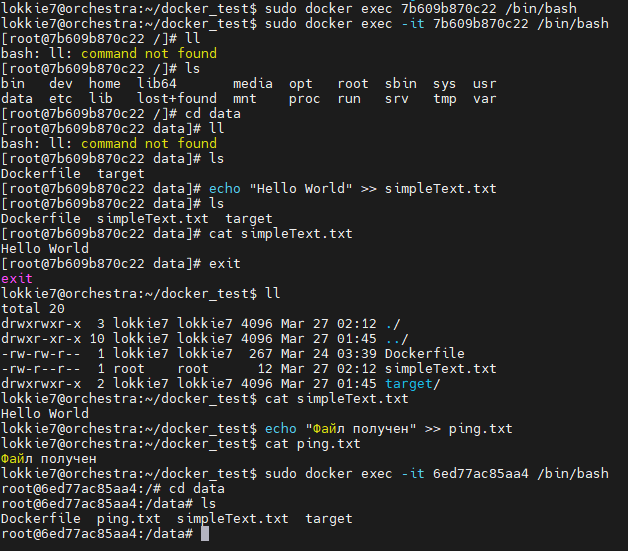 lokkie7@orchestra:~/docker_test$ sudo docker exec 7b609b870c22 /bin/bash
lokkie7@orchestra:~/docker_test$ sudo docker exec -it 7b609b870c22 /bin/bash
[root@7b609b870c22 /]# ll
bash: ll: command not found
[root@7b609b870c22 /]# ls
bin   dev  home  lib64       media  opt   root  sbin  sys  usr
data  etc  lib   lost+found  mnt    proc  run   srv   tmp  var
[root@7b609b870c22 /]# cd data
[root@7b609b870c22 data]# ll
bash: ll: command not found
[root@7b609b870c22 data]# ls
Dockerfile  target
[root@7b609b870c22 data]# echo "Hello World" >> simpleText.txt
[root@7b609b870c22 data]# ls
Dockerfile  simpleText.txt  target
[root@7b609b870c22 data]# cat simpleText.txt
Hello World
[root@7b609b870c22 data]# exit
exit
lokkie7@orchestra:~/docker_test$ ll
total 20
drwxrwxr-x  3 lokkie7 lokkie7 4096 Mar 27 02:12 ./
drwxr-xr-x 10 lokkie7 lokkie7 4096 Mar 27 01:45 ../
-rw-rw-r--  1 lokkie7 lokkie7  267 Mar 24 03:39 Dockerfile
-rw-r--r--  1 root    root      12 Mar 27 02:12 simpleText.txt
drwxrwxr-x  2 lokkie7 lokkie7 4096 Mar 27 01:45 target/
lokkie7@orchestra:~/docker_test$ cat simpleText.txt
Hello World
lokkie7@orchestra:~/docker_test$ echo "Файл получен" >> ping.txt
lokkie7@orchestra:~/docker_test$ cat ping.txt
Файл получен
lokkie7@orchestra:~/docker_test$ sudo docker exec -it 6ed77ac85aa4 /bin/bash
root@6ed77ac85aa4:/# cd data
root@6ed77ac85aa4:/data# ls
Dockerfile  ping.txt  simpleText.txt  target
root@6ed77ac85aa4:/data#